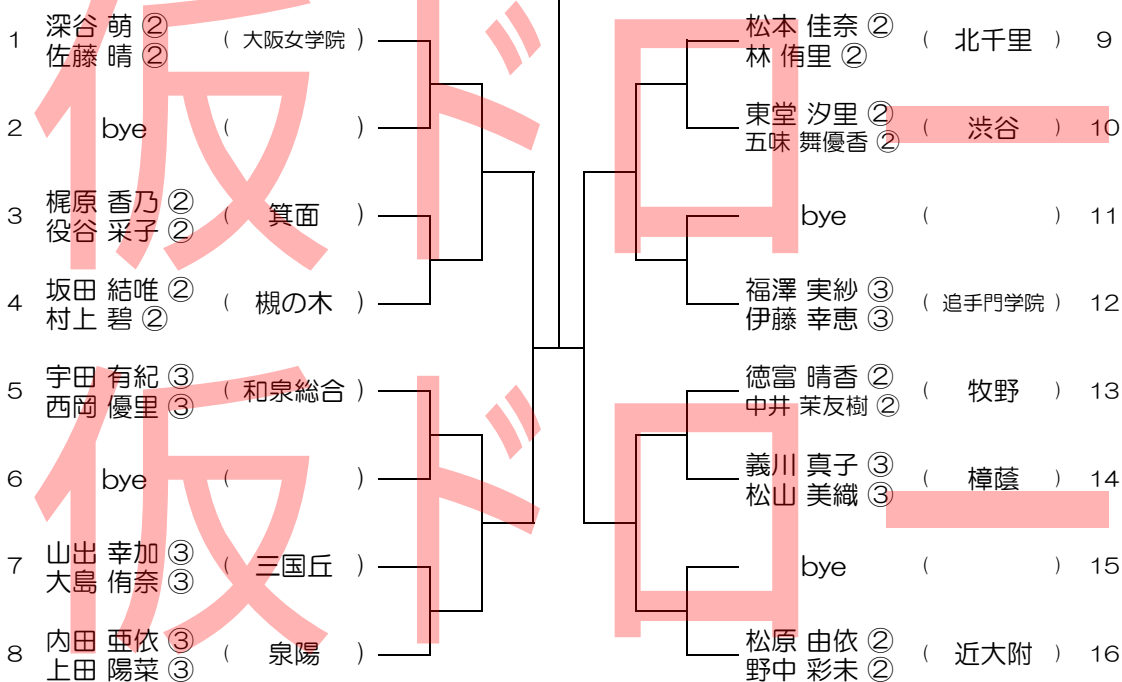 1 深谷 萌 ② ( 大阪女学院 )
佐藤 晴 ②
2 bye ( )
3 梶原 香乃 ② ( 箕面 )
役谷 采子 ②
4 坂田 結唯 ② ( 槻の木 )
村上 碧 ②
5 宇田 有紀 ③ ( 和泉総合 )
西岡 優里 ③
6 bye ( )
7 山出 幸加 ③ ( 三国丘 )
大島 侑奈 ③
8 内田 亜依 ③ ( 泉陽 )
上田 陽菜 ③
松本 佳奈 ② ( 北千里 ) 9
林 侑里 ②
東堂 汐里 ② ( 渋谷 ) 10
五味 舞優香 ②
bye ( ) 11
福澤 実紗 ③ ( 追手門学院 ) 12
伊藤 幸恵 ③
徳富 晴香 ② ( 牧野 ) 13
中井 茉友樹 ②
義川 真子 ③ ( 樟蔭 ) 14
松山 美織 ③
bye ( ) 15
松原 由依 ② ( 近大附 ) 16
野中 彩未 ②
仮ドロー
仮ドロー